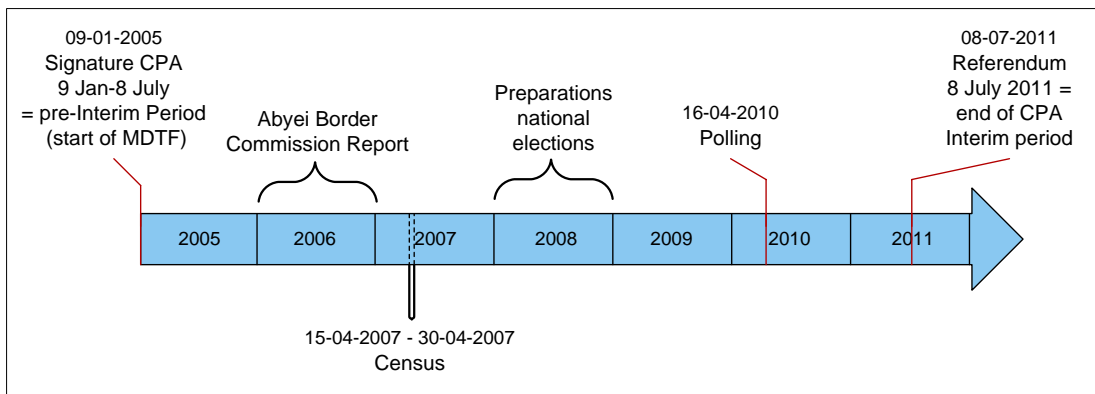 09-01-2005
Signature CPA
9 Jan-8 July
= pre-Interim Period
(start of MDTF)
Abyei Border
Commission Report
Preparations
national
elections
16-04-2010
Polling
08-07-2011
Referendum
8 July 2011 =
end of CPA
Interim period
2005
2006
2007
2008
2009
2010
2011
15-04-2007 - 30-04-2007
Census